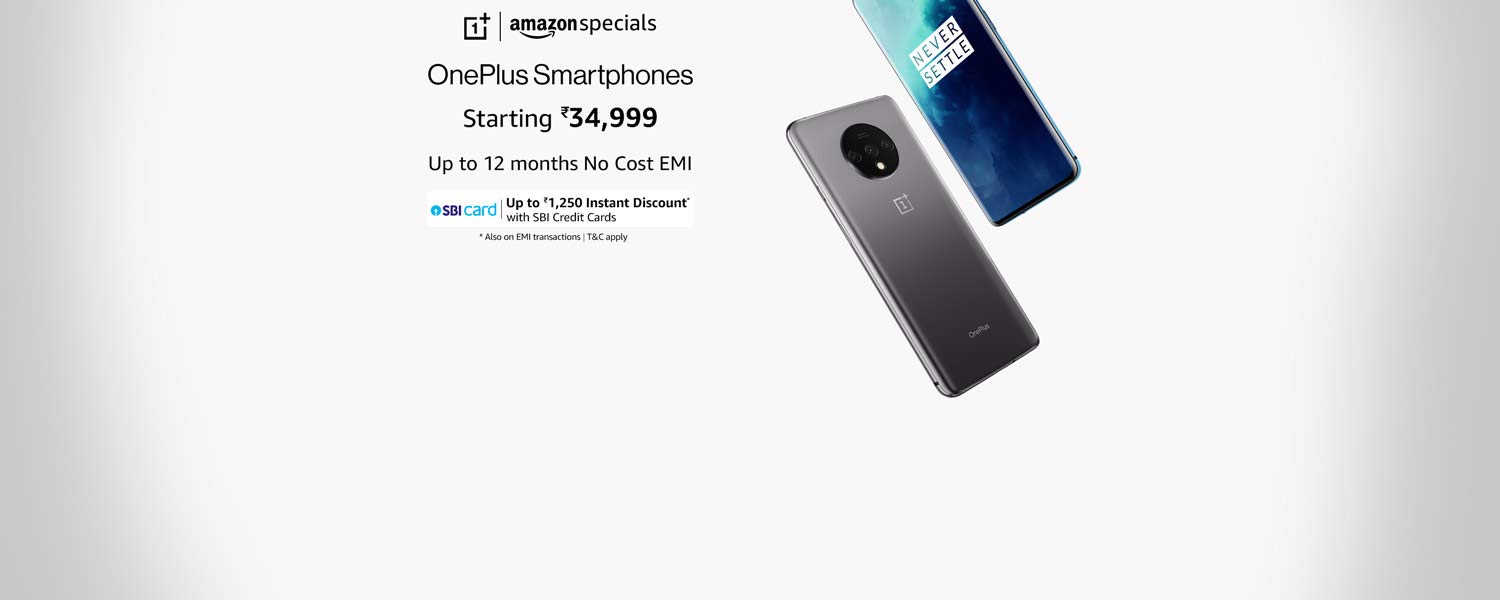 1+ | amazonspecials
OnePlus Smartphones
Starting ₹34,999
Up to 12 months No Cost EMI
SBI card | Up to ₹1,250 Instant Discount*
with SBI Credit Cards
* Also on EMI transactions | T&C apply
NEVER
SETTLE
1+
OnePlus